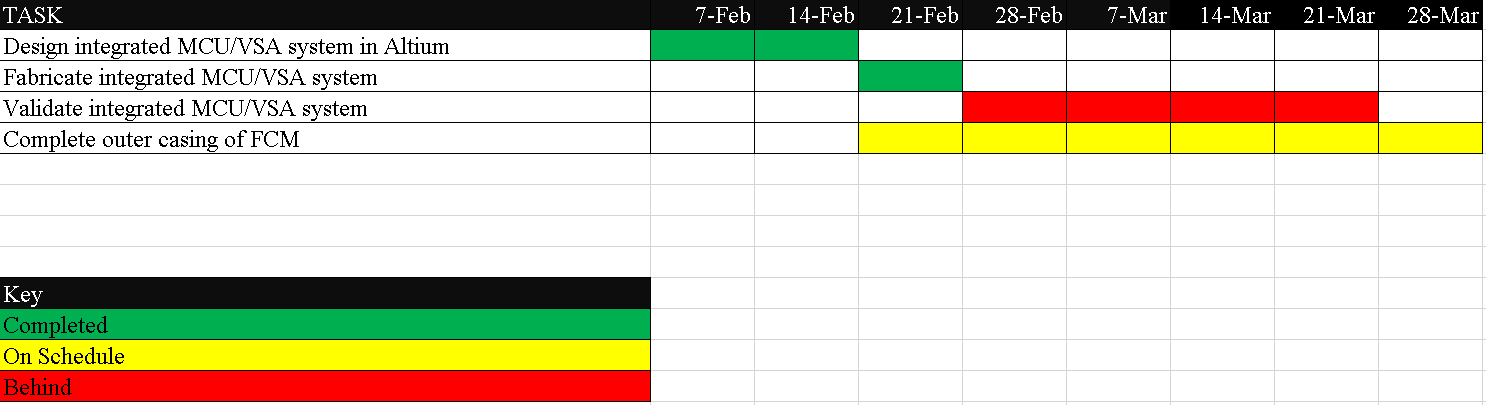 TASK 7-Feb 14-Feb 21-Feb 28-Feb 7-Mar 14-Mar 21-Mar 28-Mar
Design integrated MCU/VSA system in Altium
Fabricate integrated MCU/VSA system
Validate integrated MCU/VSA system
Complete outer casing of FCM
Key
Completed
On Schedule
Behind